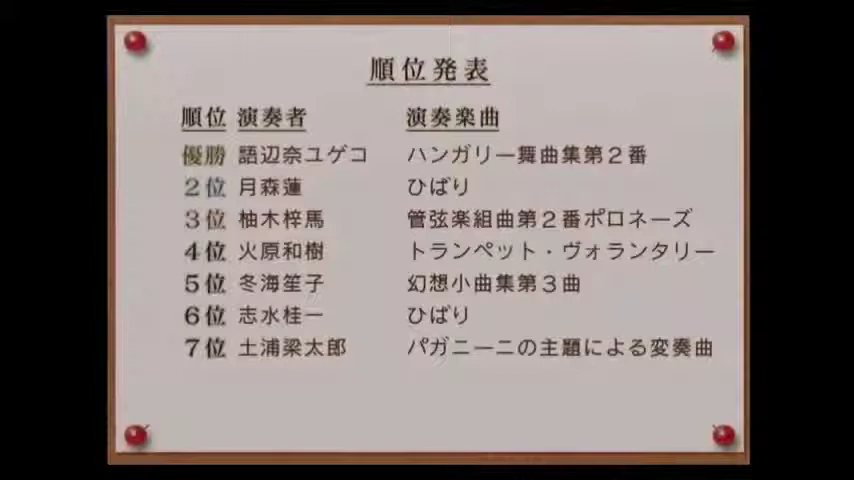 順位発表
順位 演奏者 演奏楽曲
優勝 語辺奈ユゲコ ハンガリー舞曲集第２番
２位 月森蓮 ひばり
３位 柚木梓馬 管弦楽組曲第２番ポロネーズ
４位 火原和樹 トランペット・ヴォランタリー
５位 冬海笙子 幻想小曲集第３曲
６位 志水桂一 ひばり
７位 土浦梁太郎 パガニーニの主題による変奏曲